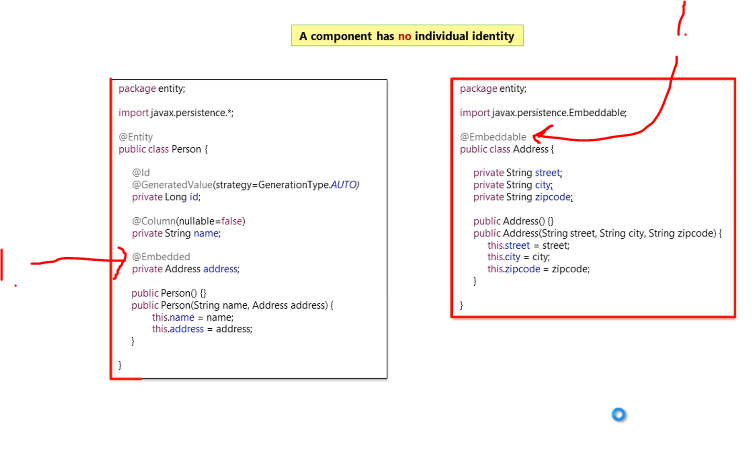 A component has no individual identity
package entity;
import javax.persistence.*;
@Entity
public class Person {
@Id
@GeneratedValue(strategy=GenerationType.AUTO)
private Long id;
@Column(nullable=false)
private String name;
@Embedded
private Address address;
public Person() {}
public Person(String name, Address address) {
this.name = name;
this.address = address;
}
}
package entity;
import javax.persistence.Embeddable;
@Embeddable
public class Address {
private String street;
private String city;
private String zipcode;
public Address() {}
public Address(String street, String city, String zipcode) {
this.street = street;
this.city = city;
this.zipcode = zipcode;
}
}